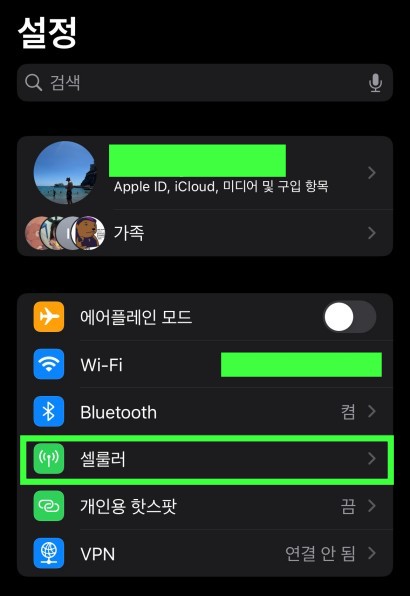 설정
검색
Apple ID, iCloud, 미디어 및 구입 항목
가족
에어플레인 모드
Wi-Fi
Bluetooth 켬
셀룰러
개인용 핫스팟 끔
VPN 연결 안 됨